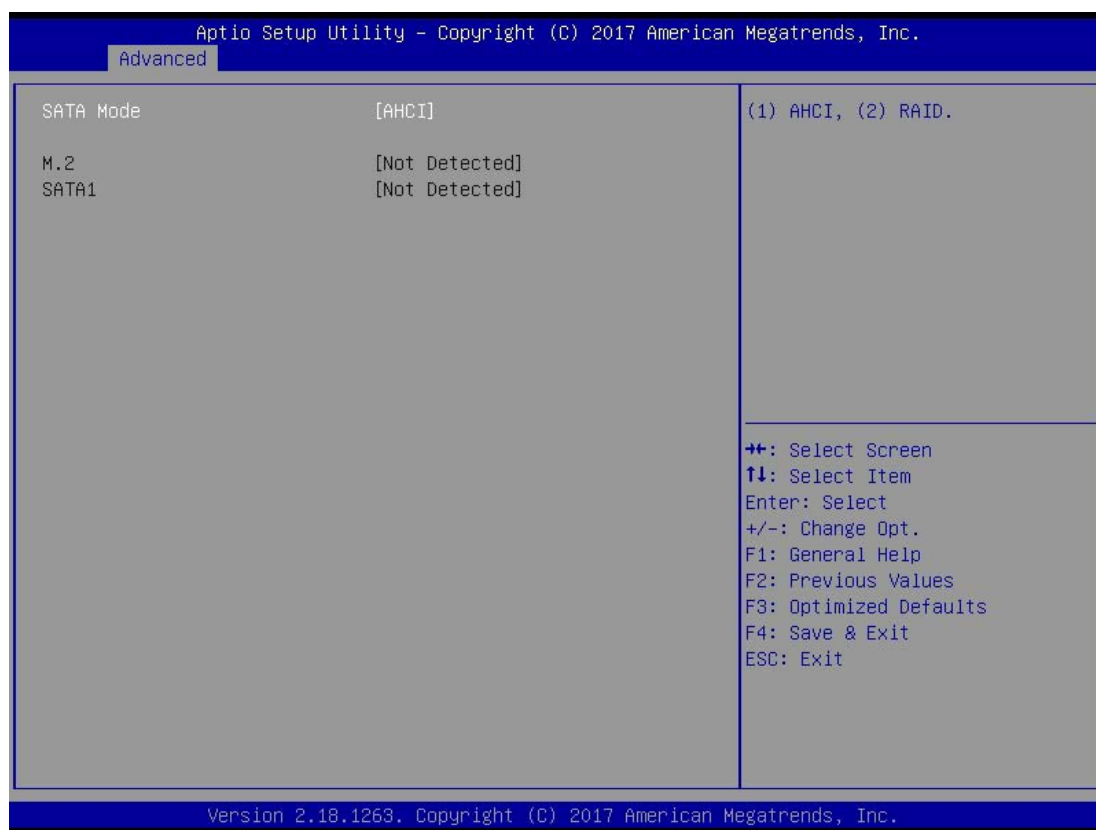 Aptio Setup Utility – Copyright (C) 2017 American Megatrends, Inc.
Advanced
SATA Mode [AHCI]
M.2 [Not Detected]
SATA1 [Not Detected]
(1) AHCI, (2) RAID.
→←: Select Screen
↑↓: Select Item
Enter: Select
+/-: Change Opt.
F1: General Help
F2: Previous Values
F3: Optimized Defaults
F4: Save & Exit
ESC: Exit
Version 2.18.1263. Copyright (C) 2017 American Megatrends, Inc.